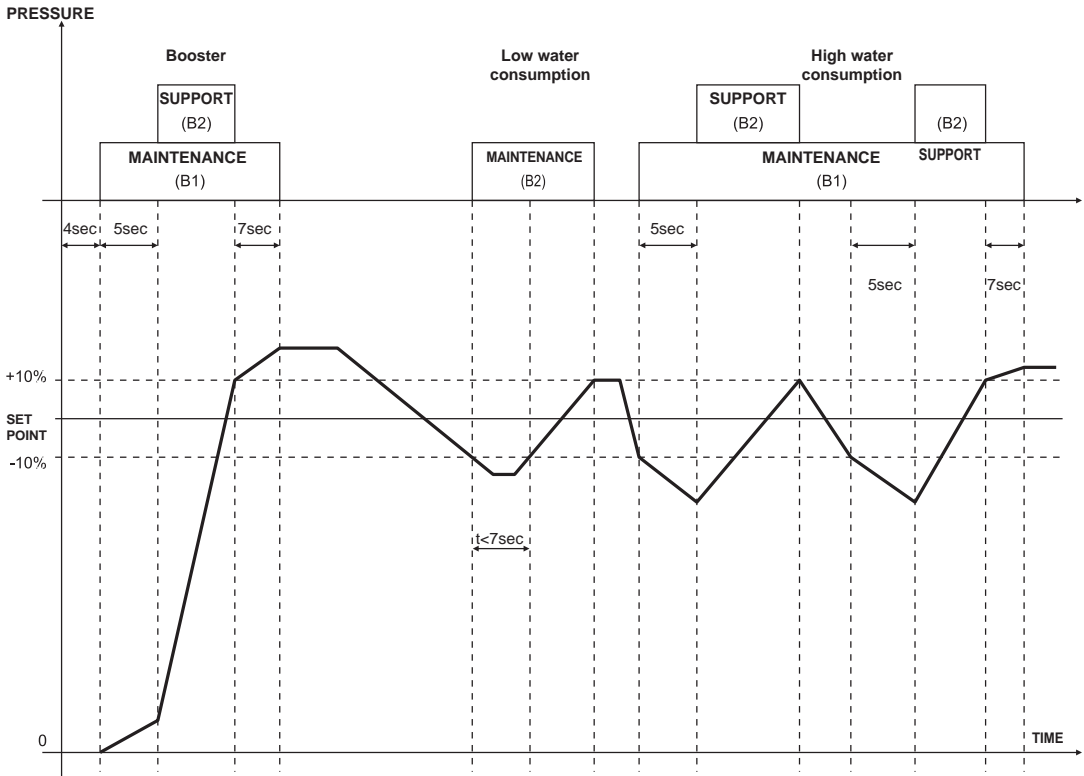 PRESSURE
Booster
Low water
consumption
High water
consumption
SUPPORT
(B2)
SUPPORT
(B2)
(B2)
MAINTENANCE
(B1)
MAINTENANCE
(B2)
MAINTENANCE
(B1)
SUPPORT
4sec
5sec
7sec
5sec
5sec
7sec
+10%
SET
POINT
-10%
t<7sec
0
TIME